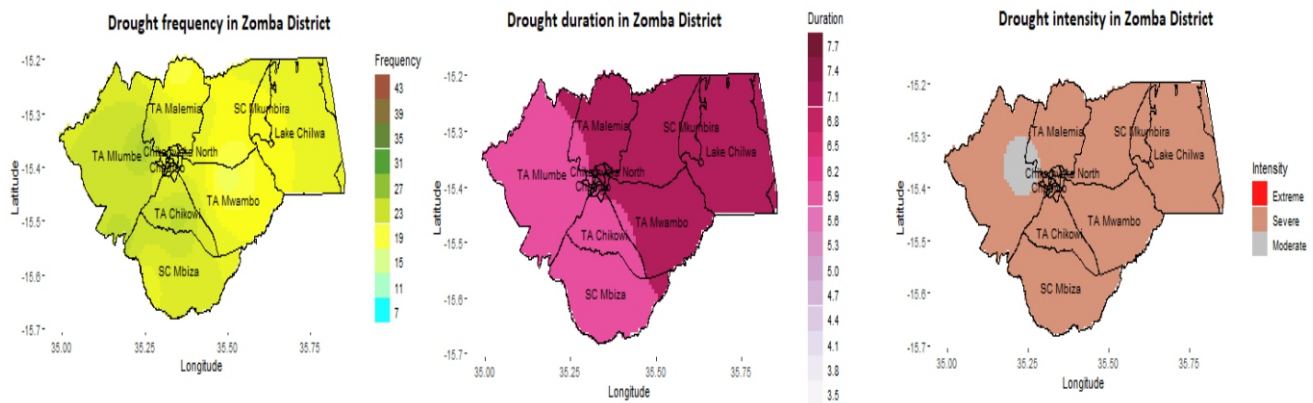 Drought frequency in Zomba District
Frequency
43
39
35
31
27
23
19
15
11
7
-15.2
-15.3
-15.4
-15.5
-15.6
-15.7
Latitude
TA Malemia
SC Mkumbira
Lake Chilwa
TA Mlumbe
North
TA Mwambo
TA Chikowi
SC Mbiza
35.00
35.25
35.50
35.75
Longitude
Drought duration in Zomba District
Duration
7.7
7.4
7.1
6.8
6.5
6.2
5.9
5.6
5.3
5.0
4.7
4.4
4.1
3.8
3.5
-15.2
-15.3
-15.4
-15.5
-15.6
-15.7
Latitude
TA Malemia
SC Mkumbira
Lake Chilwa
TA Mlumbe
North
TA Mwambo
TA Chikowi
SC Mbiza
35.00
35.25
35.50
35.75
Longitude
Drought intensity in Zomba District
Intensity
Extreme
Severe
Moderate
-15.2
-15.3
-15.4
-15.5
-15.6
-15.7
Latitude
TA Malemia
SC Mkumbira
Lake Chilwa
TA Mlumbe
North
TA Mwambo
TA Chikowi
SC Mbiza
35.00
35.25
35.50
35.75
Longitude